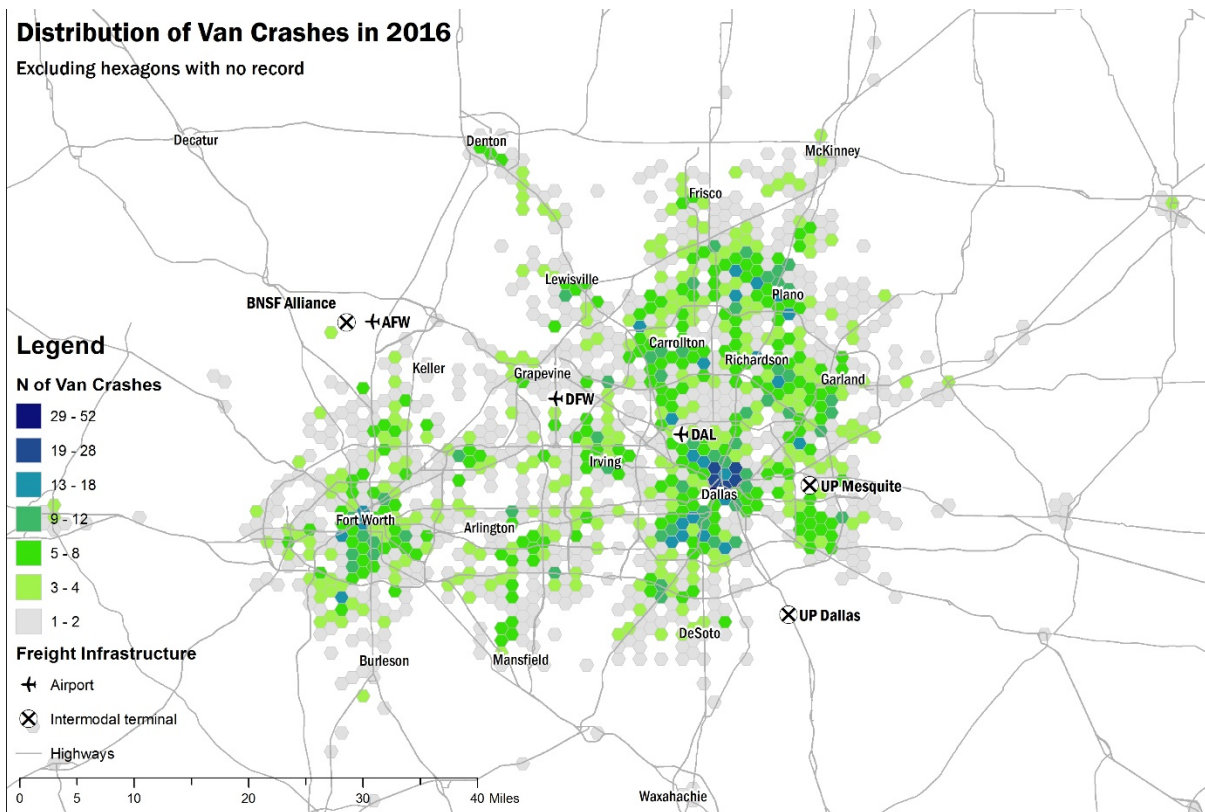 Distribution of Van Crashes in 2016
Excluding hexagons with no record
Decatur
Denton
McKinney
Frisco
Lewisville
Plano
BNSF Alliance
AFW
Carrollton
Richardson
Keller
Grapevine
Garland
DFW
DAL
Irving
UP Mesquite
Dallas
Fort Worth
Arlington
UP Dallas
DeSoto
Burleson
Mansfield
Waxahachie
Legend
N of Van Crashes
29 - 52
19 - 28
13 - 18
9 - 12
5 - 8
3 - 4
1 - 2
Freight Infrastructure
Airport
Intermodal terminal
Highways
0 5 10 20 30 40 Miles